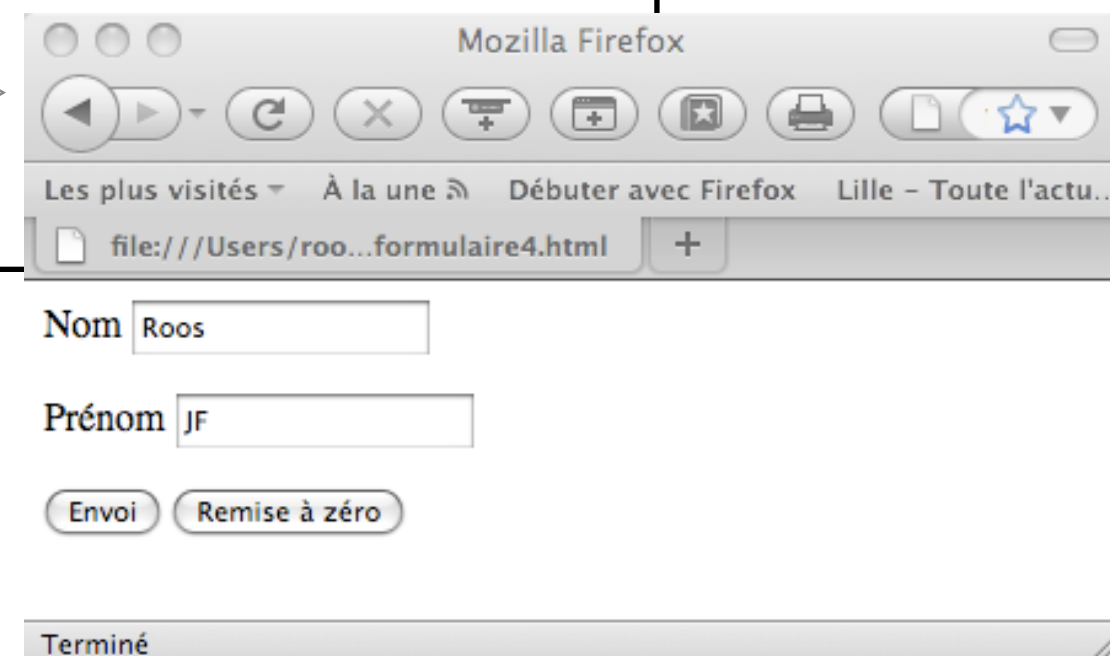 Mozilla Firefox
Les plus visités À la une Débuter avec Firefox Lille – Toute l'actu..
file:///Users/roo...formulaire4.html +
Nom Roos
Prénom JF
Envoi Remise à zéro
Terminé